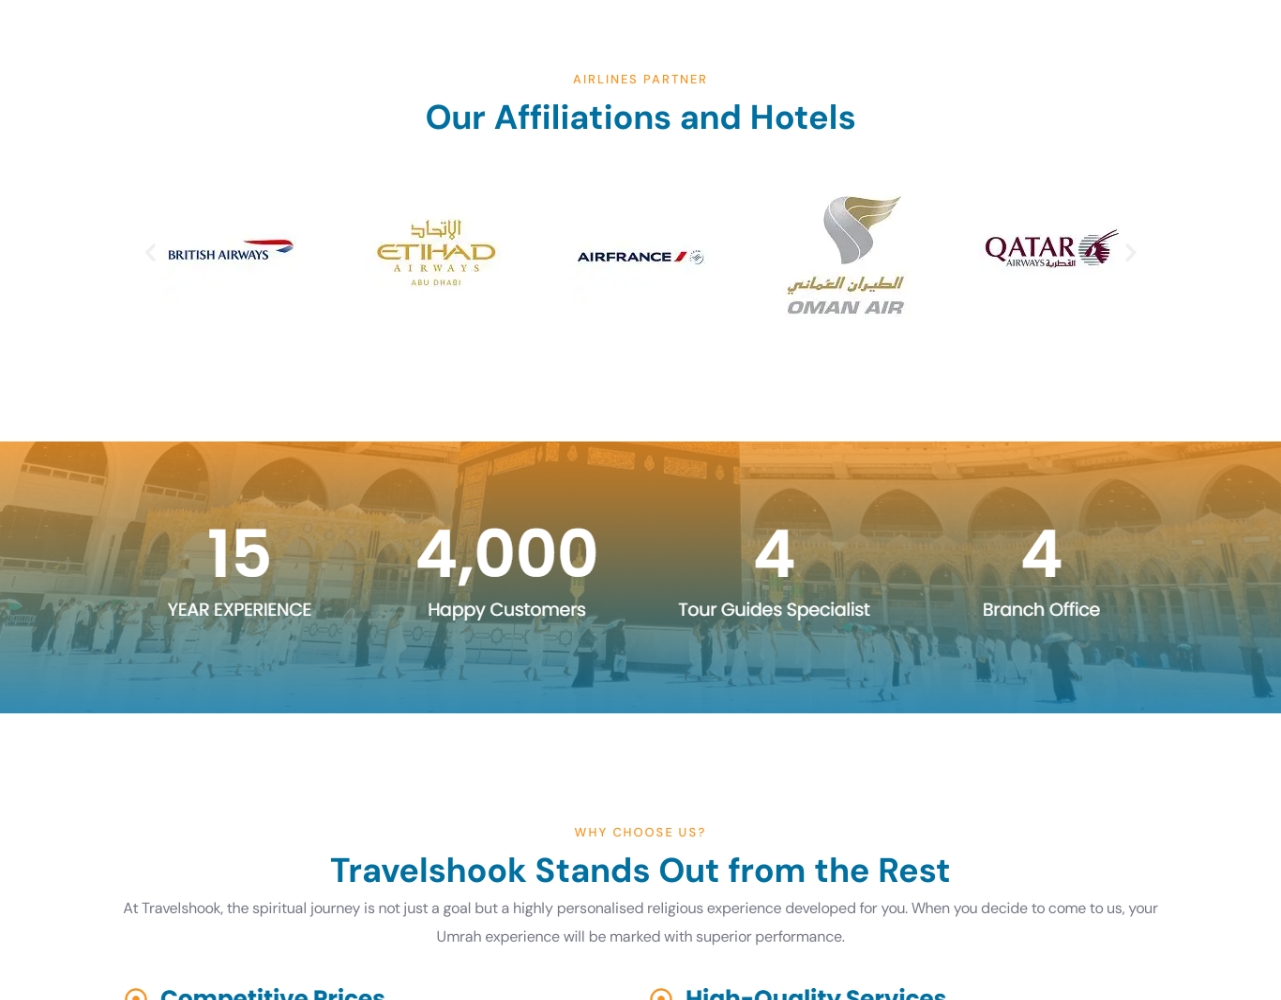 AIRLINES PARTNER
Our Affiliations and Hotels
BRITISH AIRWAYS
الإتحاد
ETIHAD
AIRWAYS
ABU DHABI
AIRFRANCE
الطيران العماني
OMAN AIR
QATAR
AIRWAYS القطرية
15
YEAR EXPERIENCE
4,000
Happy Customers
4
Tour Guides Specialist
4
Branch Office
WHY CHOOSE US?
Travelshook Stands Out from the Rest
At Travelshook, the spiritual journey is not just a goal but a highly personalised religious experience developed for you. When you decide to come to us, your
Umrah experience will be marked with superior performance.
Competitive Prices
High-Quality Services